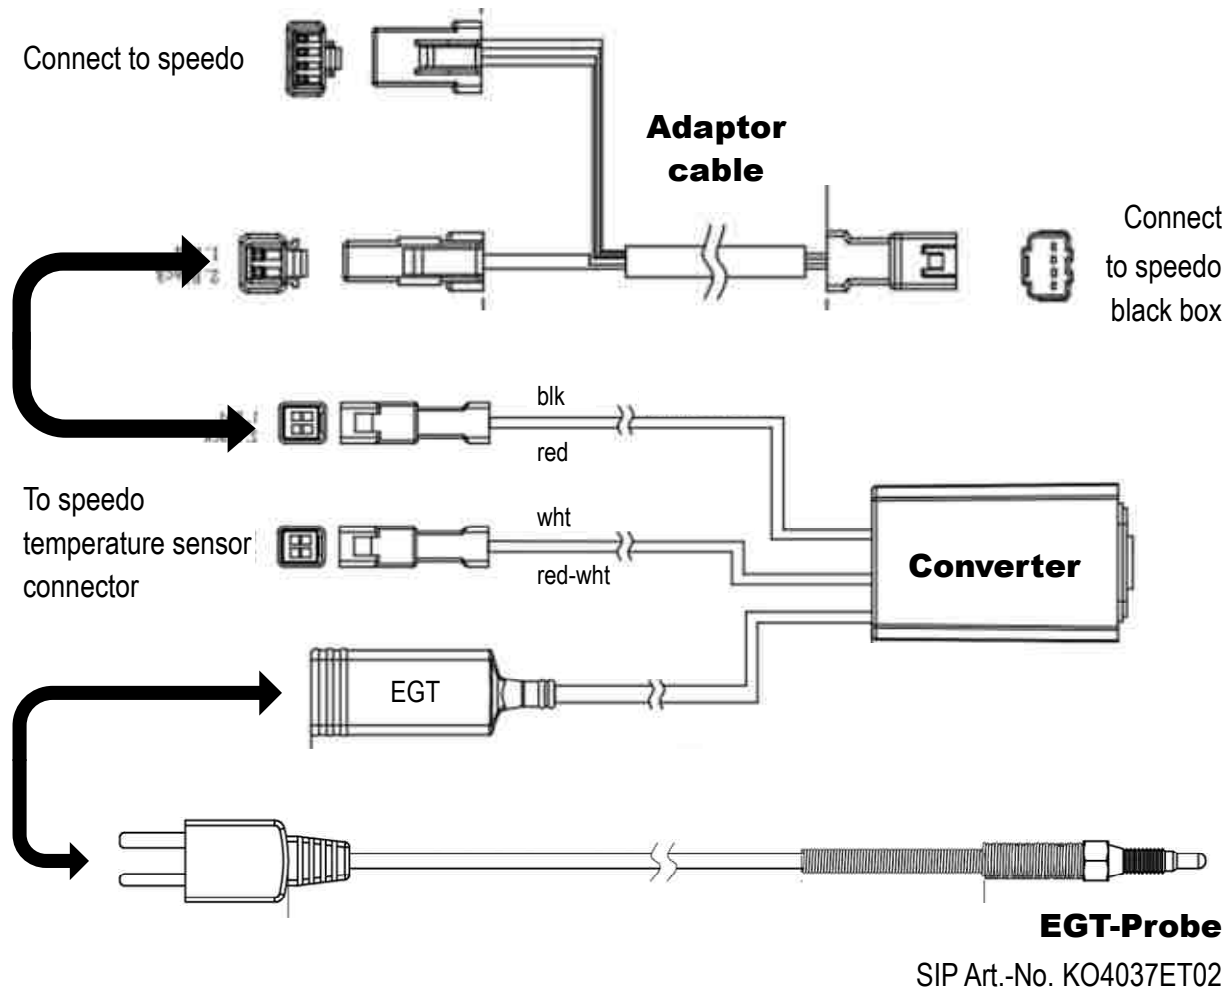 Connect to speedo
Adaptor
cable
Connect
to speedo
black box
blk
red
To speedo
temperature sensor
connector
wht
red-wht
Converter
EGT
EGT-Probe
SIP Art.-No. KO4037ET02